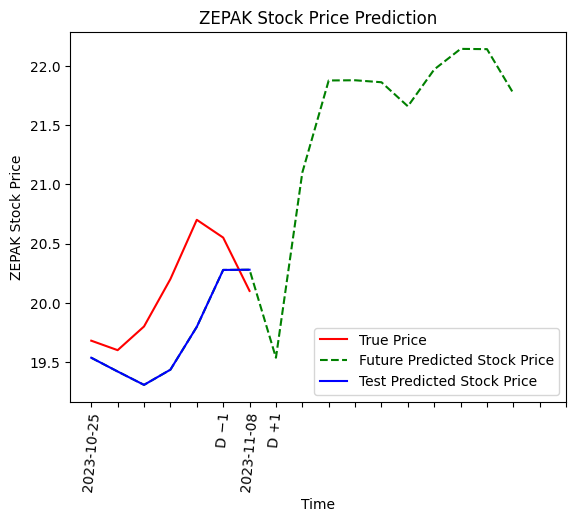 ZEPAK Stock Price Prediction
ZEPAK Stock Price
22.0
21.5
21.0
20.5
20.0
19.5
True Price
Future Predicted Stock Price
Test Predicted Stock Price
2023-10-25
D −1
2023-11-08
D +1
Time